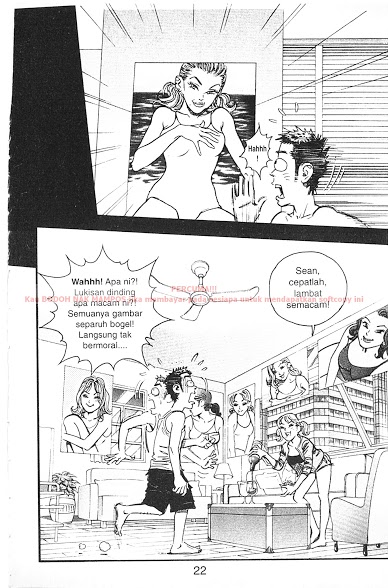 Hahhh
!
Wahhh! Apa ni?!
Lukisan dinding
apa macam ni?!
Semuanya gambar
separuh bogel!
Langsung tak
bermoral....
PERCUMA!!!
Sean,
cepatlah,
lambat
semacam!
22